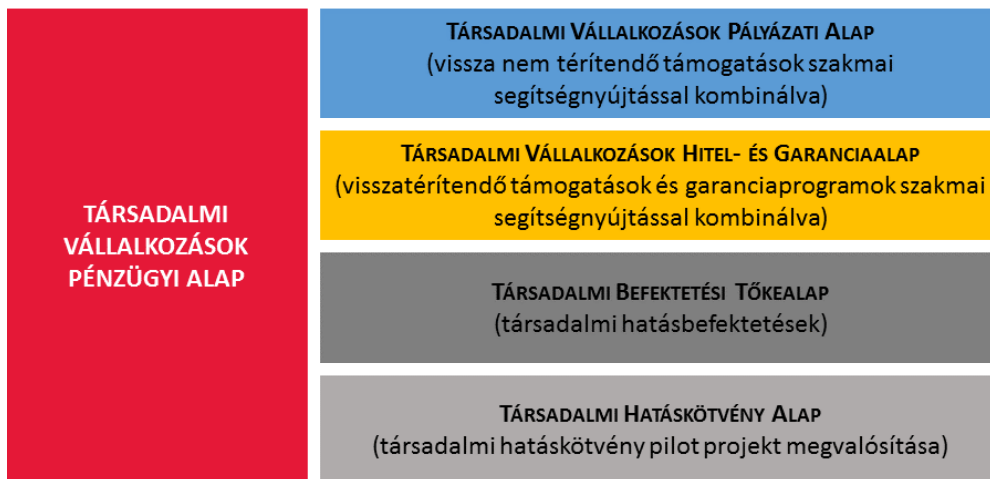 TÁRSADALMI
VÁLLALKOZÁSOK
PÉNZÜGYI ALAP
TÁRSADALMI VÁLLALKOZÁSOK PÁLYÁZATI ALAP
(vissza nem térítendő támogatások szakmai
segítségnyújtással kombinálva)
TÁRSADALMI VÁLLALKOZÁSOK HITEL- ÉS GARANCIAALAP
(visszatérítendő támogatások és garanciaprogramok szakmai
segítségnyújtással kombinálva)
TÁRSADALMI BEFEKTETÉSI TŐKEALAP
(társadalmi hatásbefektetések)
TÁRSADALMI HATÁSKÖTVÉNY ALAP
(társadalmi hatáskötvény pilot projekt megvalósítása)